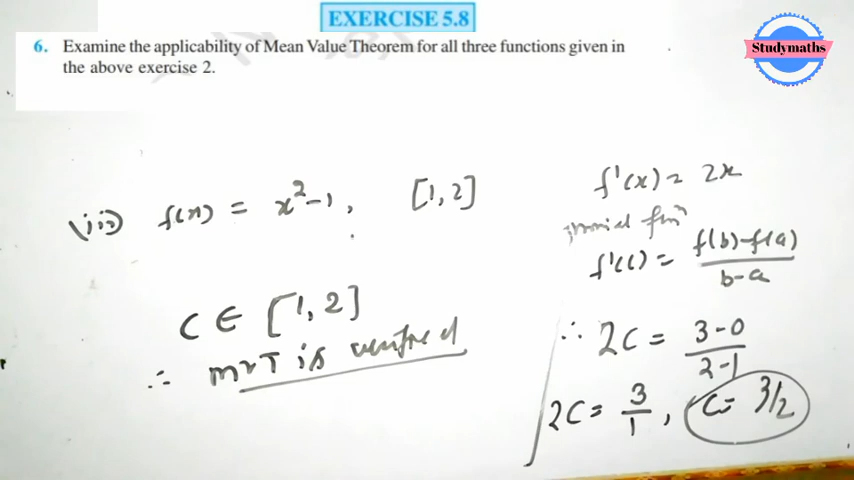 EXERCISE 5.8
6. Examine the applicability of Mean Value Theorem for all three functions given in
the above exercise 2.
Studymaths
(iii) f(x) = x²-1, [1,2]
f'(x) = 2x
f'(c) = f(b)-f(a) / b-a
C ∈ [1,2]
∴ MVT is verified
∴ 2C = 3-0 / 2-1
2C = 3/1, C = 3/2